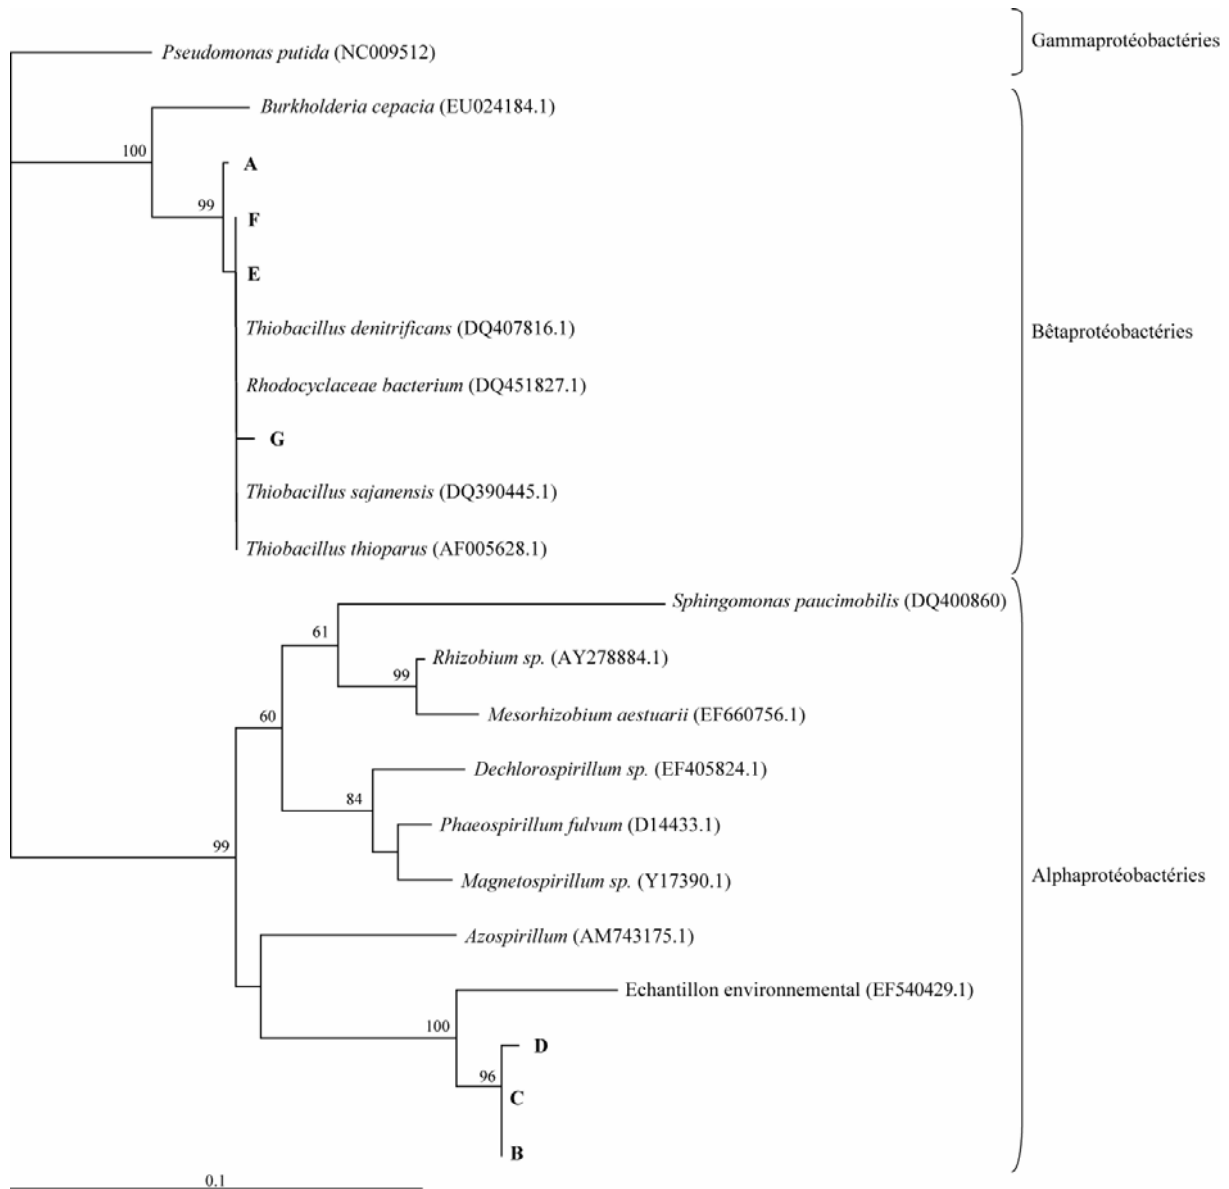 Gammaprotéobactéries
Pseudomonas putida (NC009512)
Burkholderia cepacia (EU024184.1)
100
A
99
F
E
Thiobacillus denitrificans (DQ407816.1)
Bêtaprotéobactéries
Rhodocyclaceae bacterium (DQ451827.1)
G
Thiobacillus sajanensis (DQ390445.1)
Thiobacillus thioparus (AF005628.1)
Sphingomonas paucimobilis (DQ400860)
61
Rhizobium sp. (AY278884.1)
99
Mesorhizobium aestuarii (EF660756.1)
60
Dechlorospirillum sp. (EF405824.1)
84
Phaeospirillum fulvum (D14433.1)
99
Alphaprotéobactéries
Magnetospirillum sp. (Y17390.1)
Azospirillum (AM743175.1)
Echantillon environnemental (EF540429.1)
100
D
96
C
B
0.1